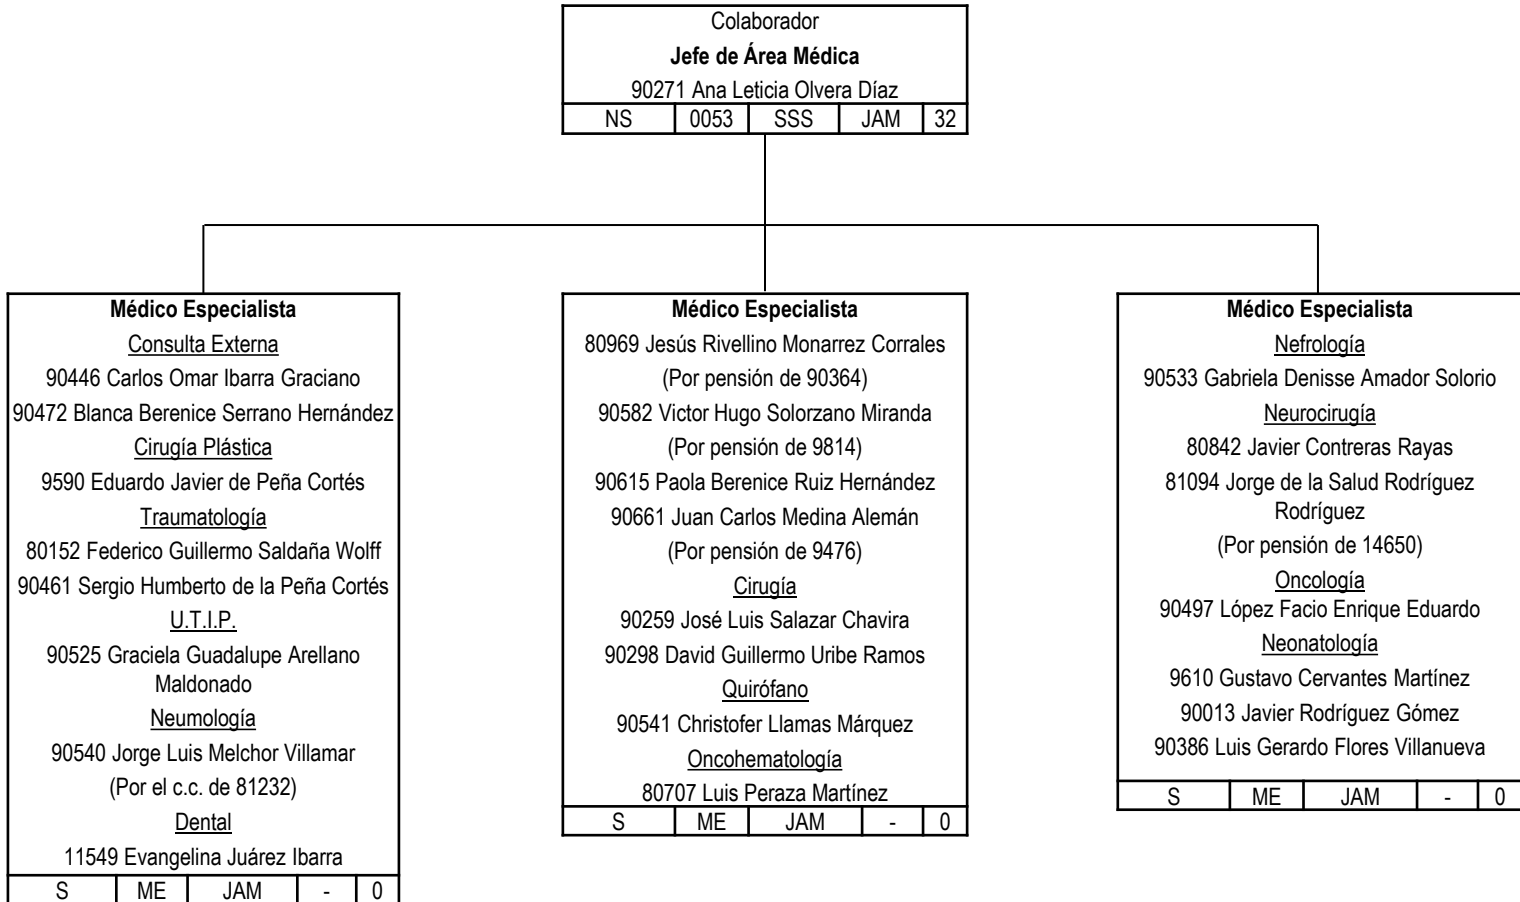 Colaborador
Jefe de Área Médica
90271 Ana Leticia Olvera Díaz
NS 0053 SSS JAM 32
Médico Especialista
Consulta Externa
90446 Carlos Omar Ibarra Graciano
90472 Blanca Berenice Serrano Hernández
Cirugía Plástica
9590 Eduardo Javier de Peña Cortés
Traumatología
80152 Federico Guillermo Saldaña Wolff
90461 Sergio Humberto de la Peña Cortés
U.T.I.P.
90525 Graciela Guadalupe Arellano
Maldonado
Neumología
90540 Jorge Luis Melchor Villamar
(Por el c.c. de 81232)
Dental
11549 Evangelina Juárez Ibarra
S ME JAM - 0
Médico Especialista
80969 Jesús Rivellino Monarrez Corrales
(Por pensión de 90364)
90582 Victor Hugo Solorzano Miranda
(Por pensión de 9814)
90615 Paola Berenice Ruiz Hernández
90661 Juan Carlos Medina Alemán
(Por pensión de 9476)
Cirugía
90259 José Luis Salazar Chavira
90298 David Guillermo Uribe Ramos
Quirófano
90541 Christofer Llamas Márquez
Oncohematología
80707 Luis Peraza Martínez
S ME JAM - 0
Médico Especialista
Nefrología
90533 Gabriela Denisse Amador Solorio
Neurocirugía
80842 Javier Contreras Rayas
81094 Jorge de la Salud Rodríguez
Rodríguez
(Por pensión de 14650)
Oncología
90497 López Facio Enrique Eduardo
Neonatología
9610 Gustavo Cervantes Martínez
90013 Javier Rodríguez Gómez
90386 Luis Gerardo Flores Villanueva
S ME JAM - 0